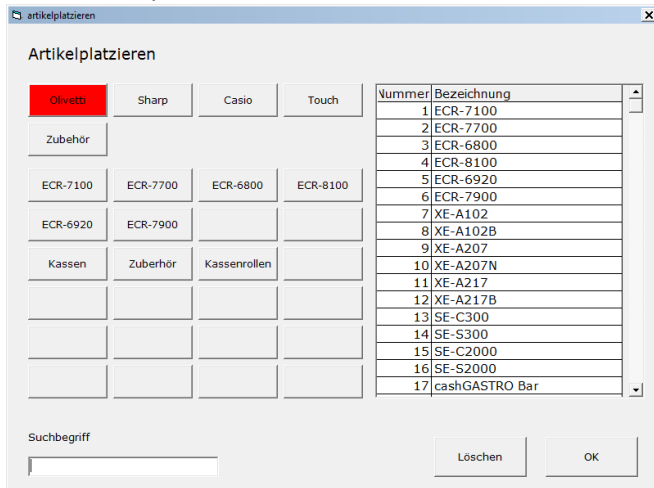 artikelplatzieren
Artikelplatzieren
Olivetti Sharp Casio Touch
Zubehör
ECR-7100 ECR-7700 ECR-6800 ECR-8100
ECR-6920 ECR-7900
Kassen Zuberhör Kassenrollen
Nummer Bezeichnung
1 ECR-7100
2 ECR-7700
3 ECR-6800
4 ECR-8100
5 ECR-6920
6 ECR-7900
7 XE-A102
8 XE-A102B
9 XE-A207
10 XE-A207N
11 XE-A217
12 XE-A217B
13 SE-C300
14 SE-S300
15 SE-C2000
16 SE-S2000
17 cashGASTRO Bar
Suchbegriff
Löschen OK